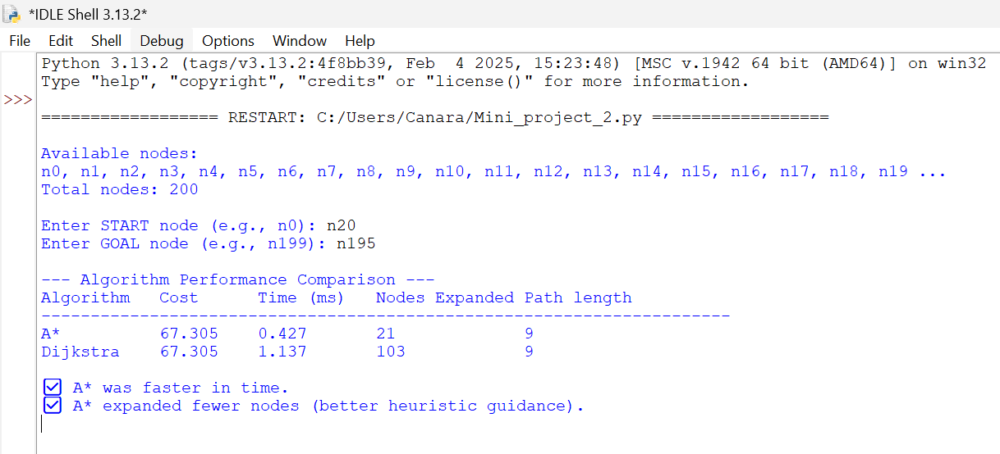 *IDLE Shell 3.13.2*
File Edit Shell Debug Options Window Help
Python 3.13.2 (tags/v3.13.2:4f8bb39, Feb  4 2025, 15:23:48) [MSC v.1942 64 bit (AMD64)] on win32
Type "help", "copyright", "credits" or "license()" for more information.
>>>
================== RESTART: C:/Users/Canara/Mini_project_2.py ==================
Available nodes:
n0, n1, n2, n3, n4, n5, n6, n7, n8, n9, n10, n11, n12, n13, n14, n15, n16, n17, n18, n19 ...
Total nodes: 200
Enter START node (e.g., n0): n20
Enter GOAL node (e.g., n199): n195
--- Algorithm Performance Comparison ---
Algorithm   Cost      Time (ms)   Nodes Expanded Path length
----------------------------------------------------------------------
A*          67.305    0.427       21             9
Dijkstra    67.305    1.137       103            9
☑ A* was faster in time.
☑ A* expanded fewer nodes (better heuristic guidance).